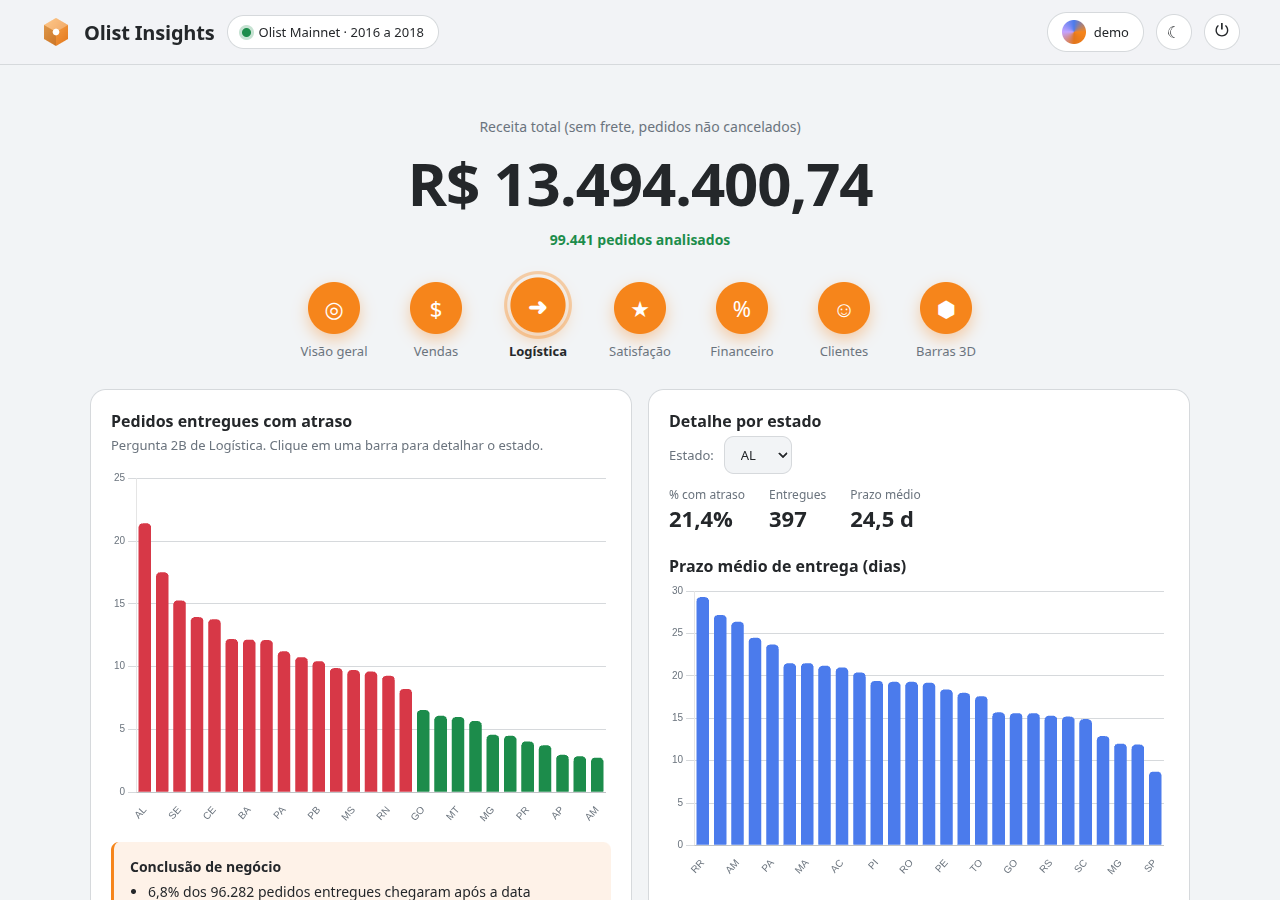 Olist Insights
Olist Mainnet · 2016 a 2018
demo
Receita total (sem frete, pedidos não cancelados)
R$ 13.494.400,74
99.441 pedidos analisados
Visão geral
Vendas
Logística
Satisfação
Financeiro
Clientes
Barras 3D
Pedidos entregues com atraso
Pergunta 2B de Logística. Clique em uma barra para detalhar o estado.
25
20
15
10
5
0
AL SE CE BA PA PB MS RN GO MT MG PR AP AM
Conclusão de negócio
• 6,8% dos 96.282 pedidos entregues chegaram após a data
Detalhe por estado
Estado: AL
% com atraso Entregues Prazo médio
21,4% 397 24,5 d
Prazo médio de entrega (dias)
30
25
20
15
10
5
0
RR AM PA MA AC PI RO PE TO GO RS SC MG SP